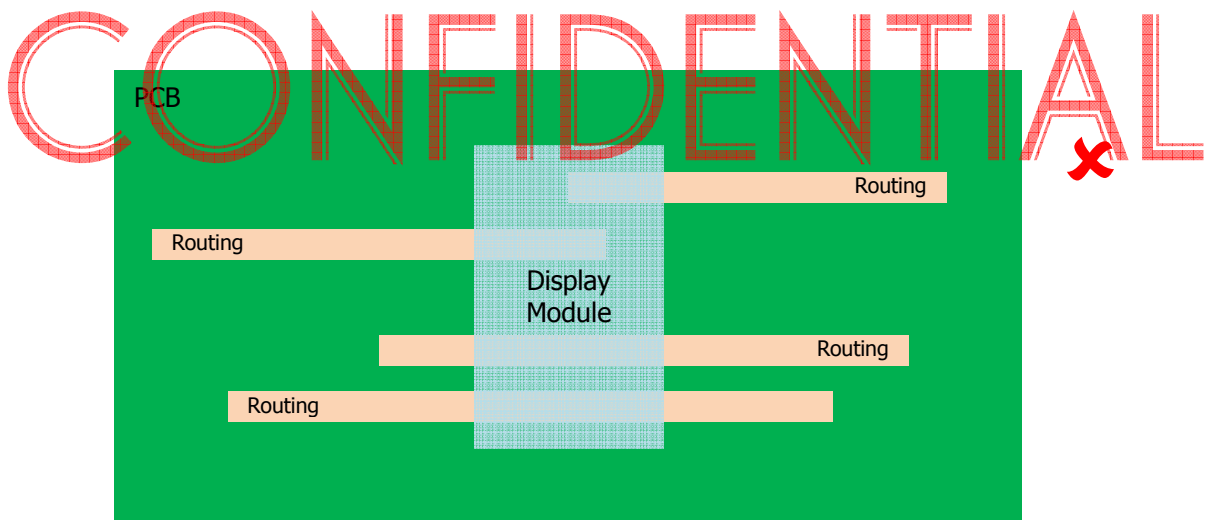 CONFIDENTIAL
PCB
Routing
Routing
Display
Module
Routing
Routing